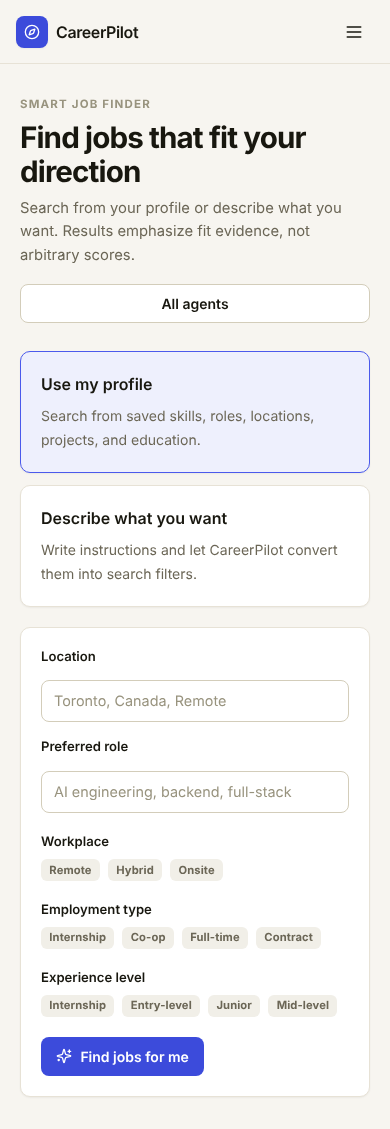 CareerPilot
SMART JOB FINDER
Find jobs that fit your
direction
Search from your profile or describe what you
want. Results emphasize fit evidence, not
arbitrary scores.
All agents
Use my profile
Search from saved skills, roles, locations,
projects, and education.
Describe what you want
Write instructions and let CareerPilot convert
them into search filters.
Location
Toronto, Canada, Remote
Preferred role
AI engineering, backend, full-stack
Workplace
Remote Hybrid Onsite
Employment type
Internship Co-op Full-time Contract
Experience level
Internship Entry-level Junior Mid-level
Find jobs for me